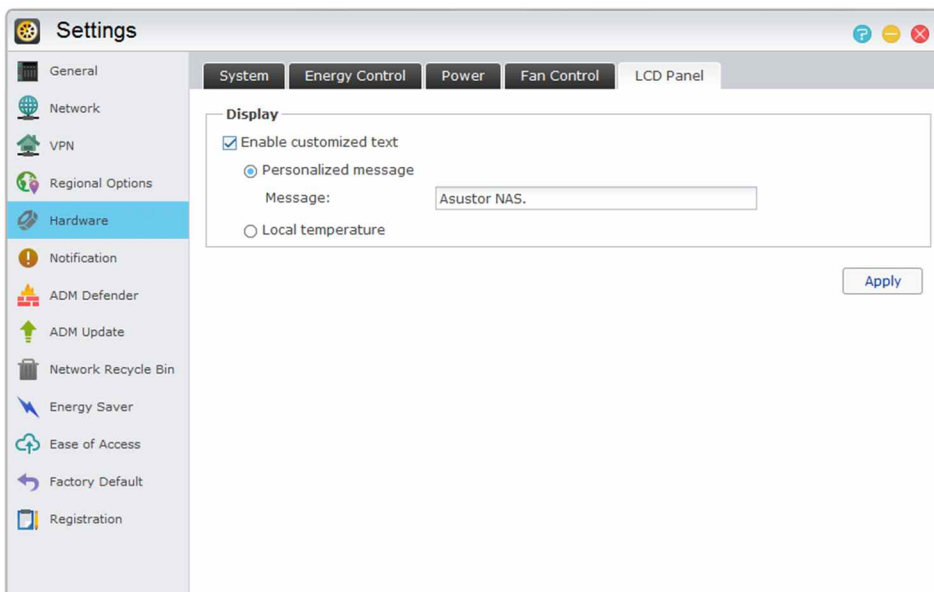 Settings
General
Network
VPN
Regional Options
Hardware
Notification
ADM Defender
ADM Update
Network Recycle Bin
Energy Saver
Ease of Access
Factory Default
Registration
System Energy Control Power Fan Control LCD Panel
Display
Enable customized text
Personalized message
Message: Asustor NAS.
Local temperature
Apply